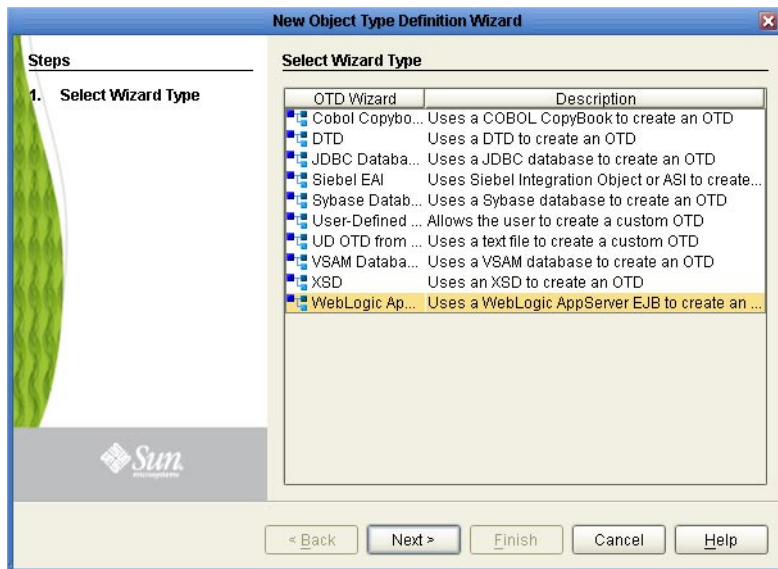 New Object Type Definition Wizard
Steps
1. Select Wizard Type
Select Wizard Type
OTD Wizard Description
Cobol Copybo... Uses a COBOL CopyBook to create an OTD
DTD Uses a DTD to create an OTD
JDBC Databa... Uses a JDBC database to create an OTD
Siebel EAI Uses Siebel Integration Object or ASI to create...
Sybase Datab... Uses a Sybase database to create an OTD
User-Defined ... Allows the user to create a custom OTD
UD OTD from ... Uses a text file to create a custom OTD
VSAM Databa... Uses a VSAM database to create an OTD
XSD Uses an XSD to create an OTD
WebLogic Ap... Uses a WebLogic AppServer EJB to create an ...
Sun
microsystems
< Back Next > Finish Cancel Help